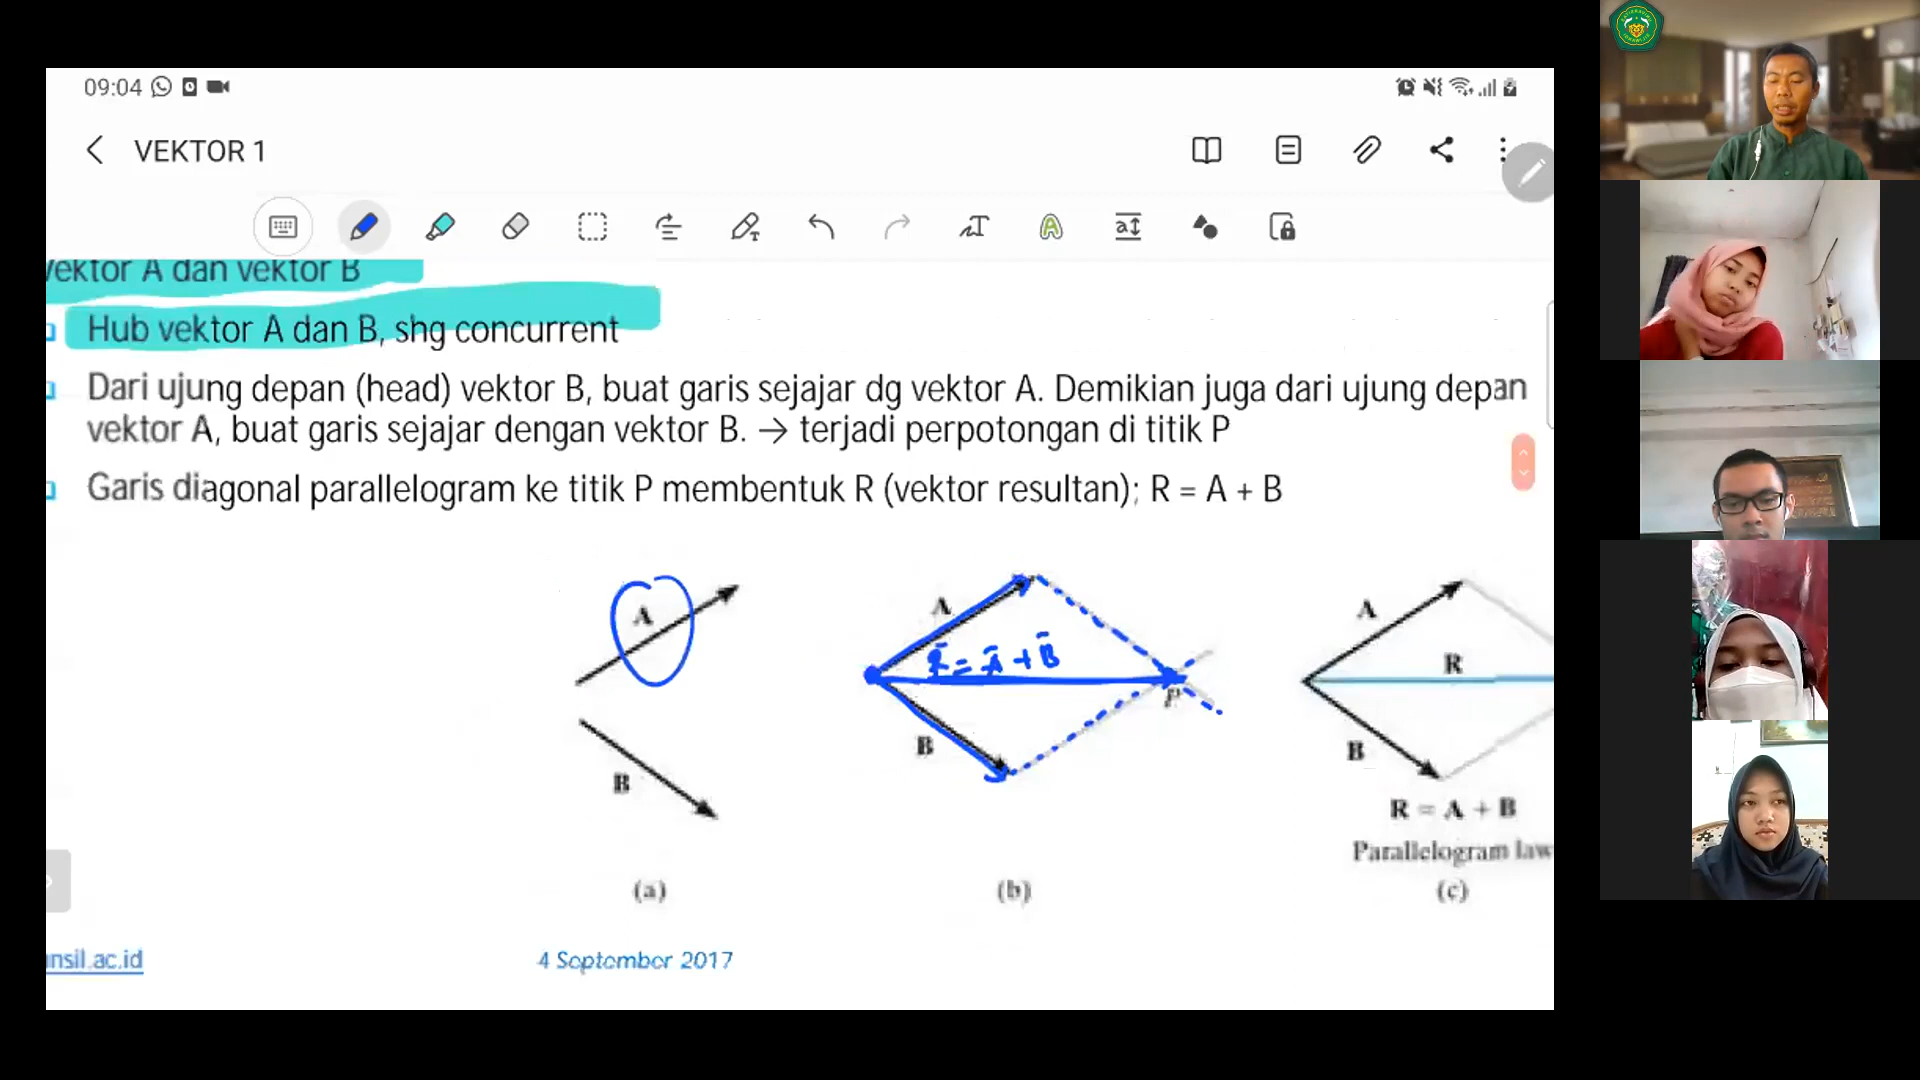 09:04
VEKTOR 1
vektor A dan vektor B
Hub vektor A dan B, shg concurrent
Dari ujung depan (head) vektor B, buat garis sejajar dg vektor A. Demikian juga dari ujung depan
vektor A, buat garis sejajar dengan vektor B. → terjadi perpotongan di titik P
Garis diagonal parallelogram ke titik P membentuk R (vektor resultan); R = A + B
A
B
(a)
A
R̄ = Ā + B̄
P
B
(b)
A
R
B
R = A + B
Parallelogram law
(c)
nsil.ac.id
4 September 2017